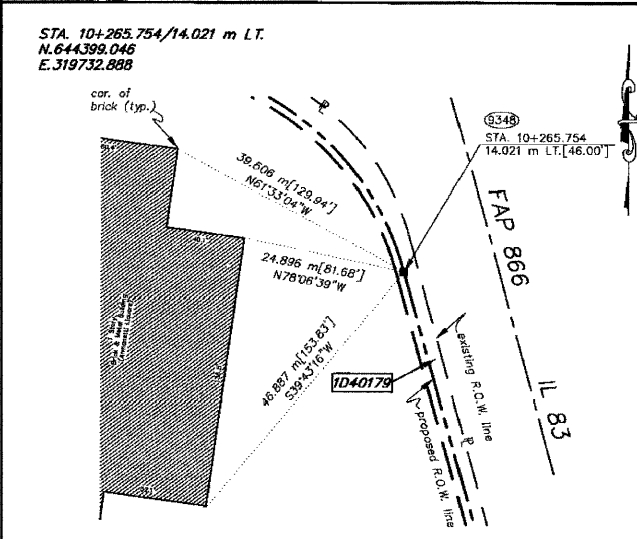 STA. 10+265.754/14.021 m LT.
N.644399.046
E.319732.888
cor. of
brick (typ.)
9348
STA. 10+265.754
14.021 m LT.[46.00']
39.606 m[129.94']
N61°33'04"W
24.896 m[81.68']
N78°06'39"W
46.887 m[153.83']
S39°43'16"W
FAP 866
IL 83
existing R.O.W. line
1D40179
proposed R.O.W. line